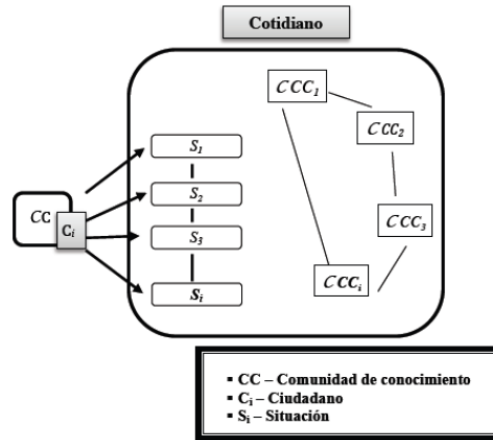 Cotidiano
CCC1
CCC2
S1
S2
CC
Ci
CCC3
S3
CCCi
Si
▪ CC – Comunidad de conocimiento
▪ Ci – Ciudadano
▪ Si – Situación